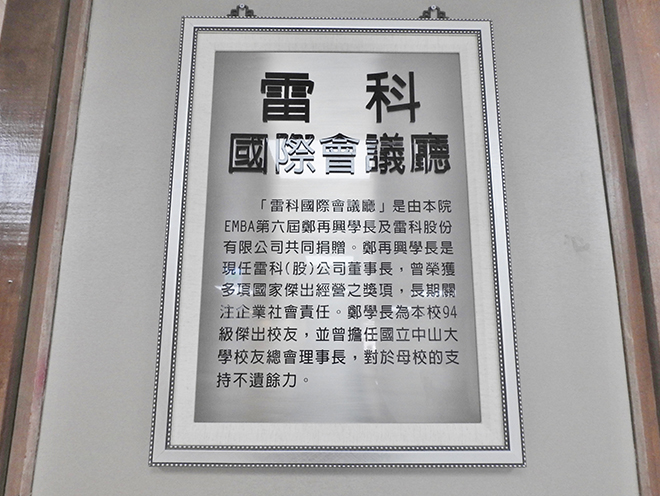 雷 科
國際會議廳
「雷科國際會議廳」是由本院
EMBA第六屆鄭再興學長及雷科股份
有限公司共同捐贈。鄭再興學長是
現任雷科(股)公司董事長，曾榮獲
多項國家傑出經營之獎項，長期關
注企業社會責任。鄭學長為本校94
級傑出校友，並曾擔任國立中山大
學校友總會理事長，對於母校的支
持不遺餘力。